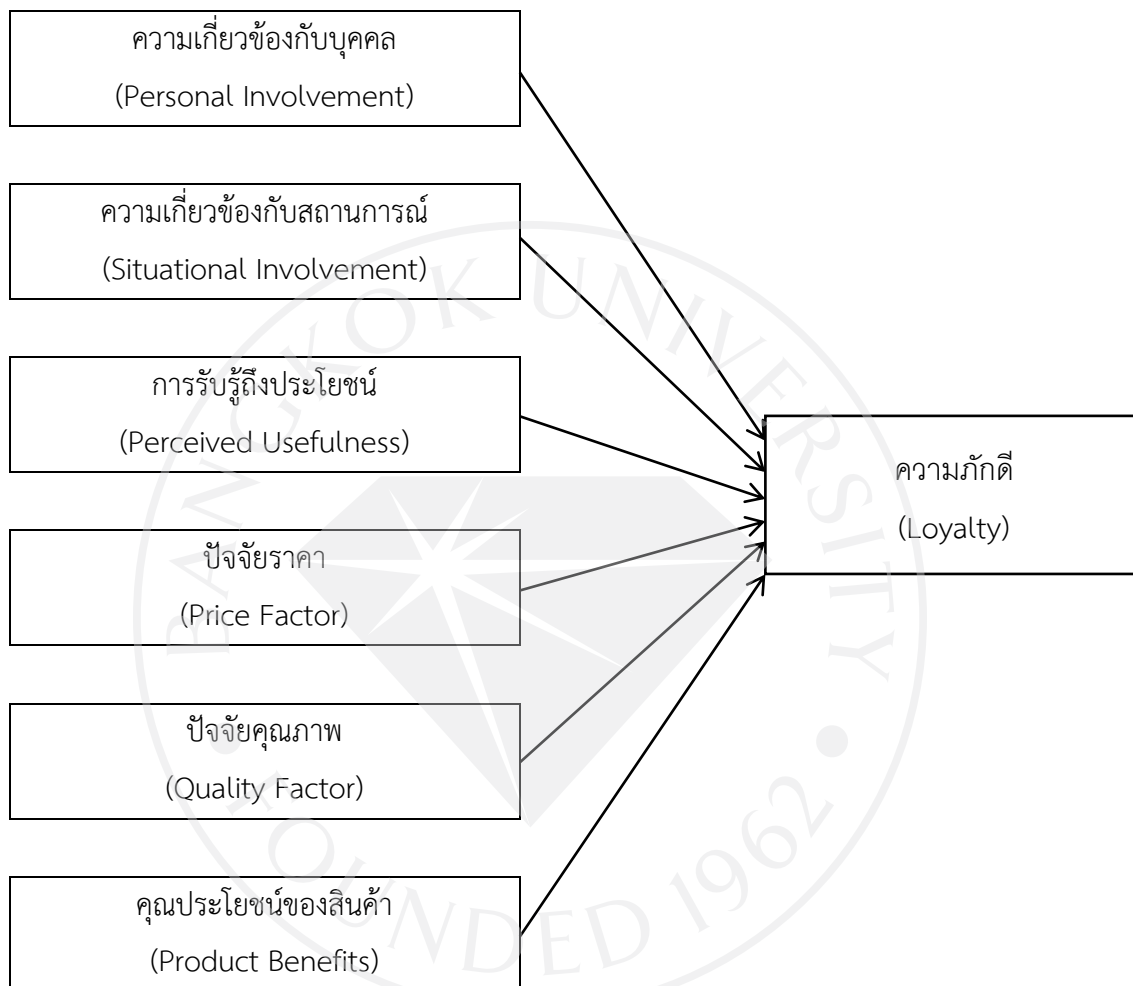 ความเกี่ยวข้องกับบุคคล
(Personal Involvement)
ความเกี่ยวข้องกับสถานการณ์
(Situational Involvement)
การรับรู้ถึงประโยชน์
(Perceived Usefulness)
ปัจจัยราคา
(Price Factor)
ปัจจัยคุณภาพ
(Quality Factor)
คุณประโยชน์ของสินค้า
(Product Benefits)
ความภักดี
(Loyalty)
BANGKOK UNIVERSITY
FOUNDED 1962